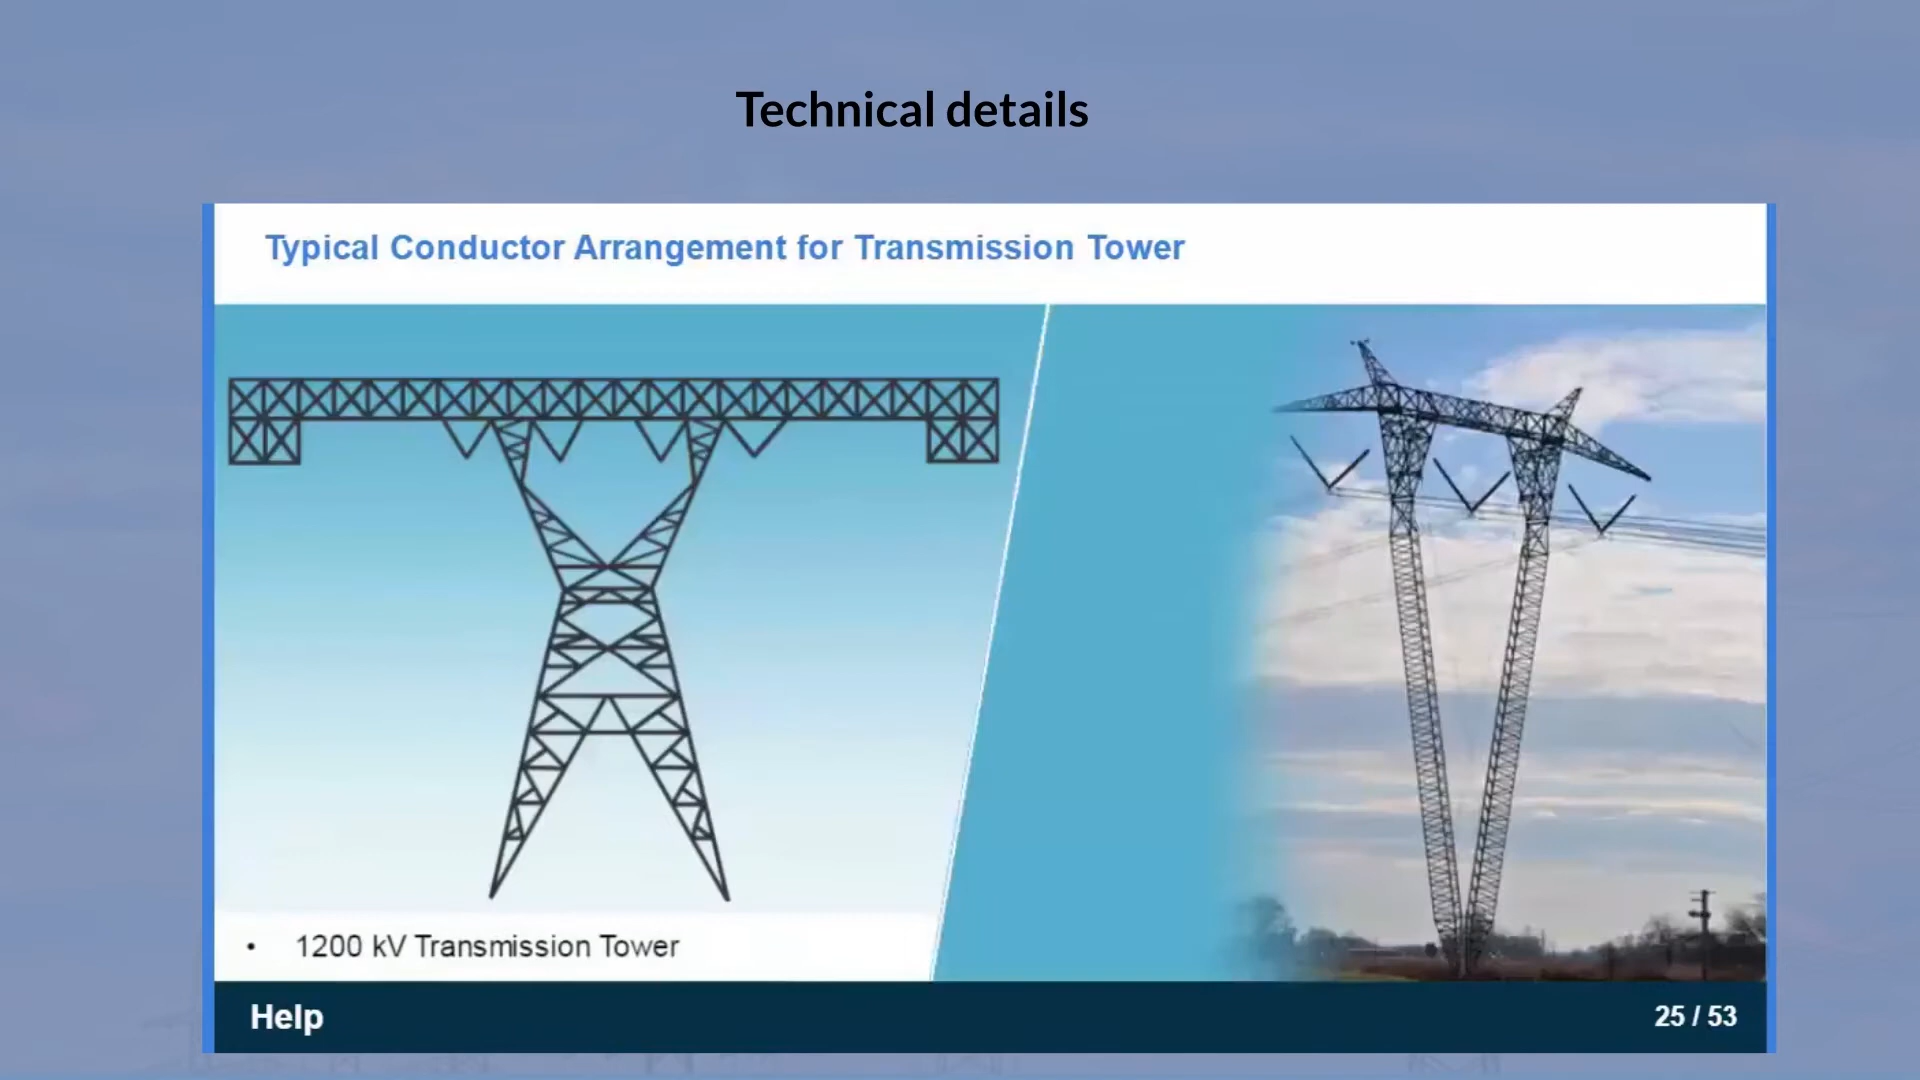 Technical details
Typical Conductor Arrangement for Transmission Tower
• 1200 kV Transmission Tower
Help
25 / 53